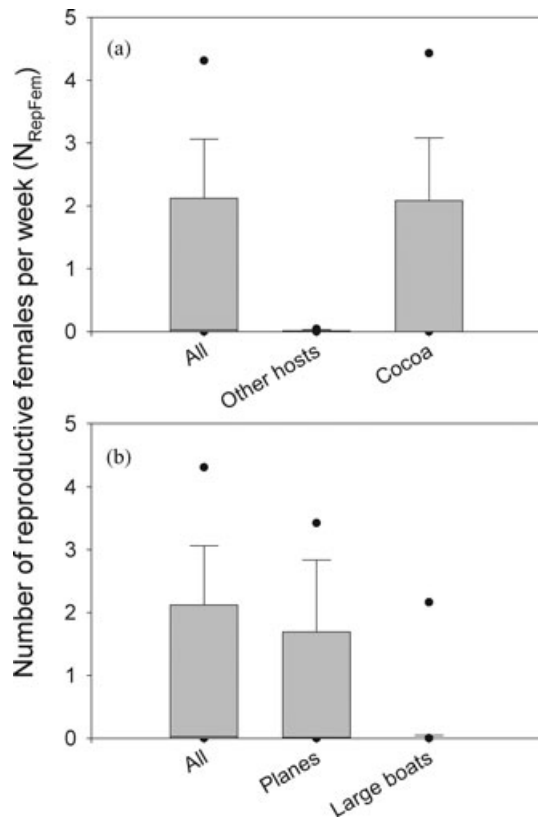 Number of reproductive females per week (N_RepFem)
(a)
5
4
3
2
1
0
All
Other hosts
Cocoa
(b)
5
4
3
2
1
0
All
Planes
Large boats